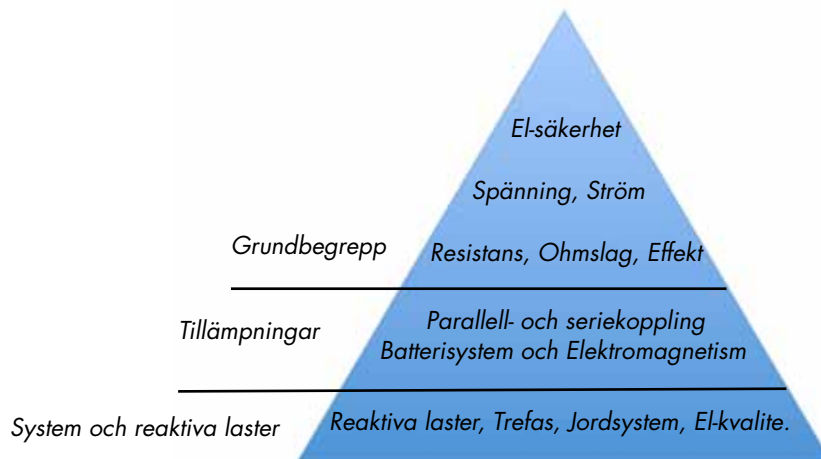 El-säkerhet
Spänning, Ström
Grundbegrepp
Resistans, Ohmslag, Effekt
Tillämpningar
Parallell- och seriekoppling
Batterisystem och Elektromagnetism
System och reaktiva laster
Reaktiva laster, Trefas, Jordsystem, El-kvalite.